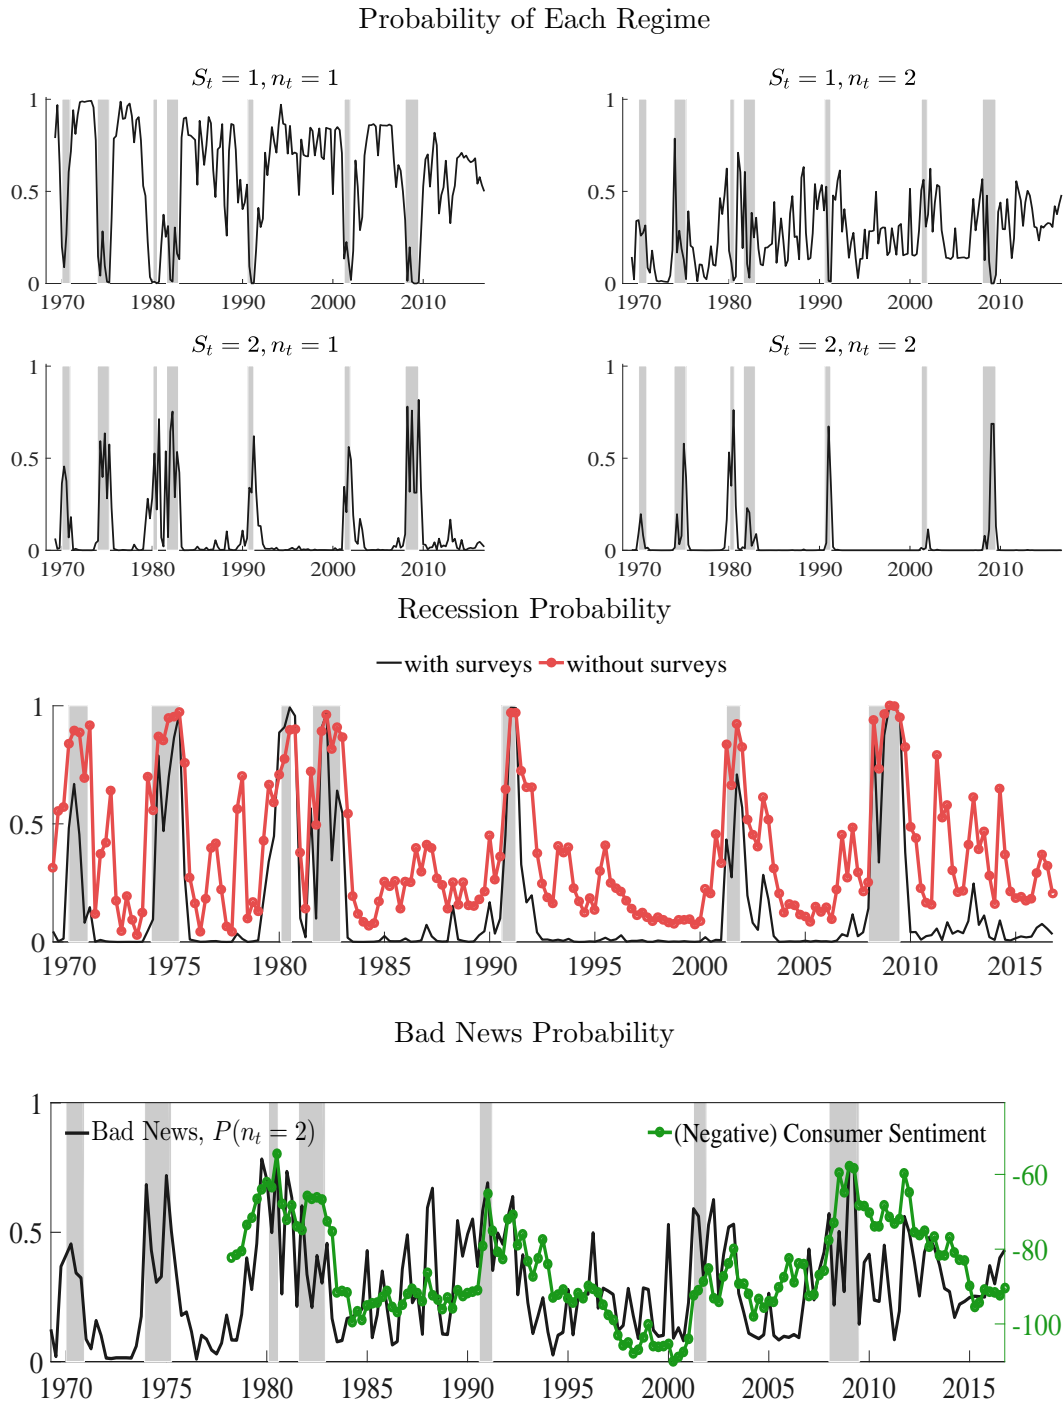 Probability of Each Regime
S_t = 1, n_t = 1
S_t = 1, n_t = 2
1
0.5
0
1970 1980 1990 2000 2010
1
0.5
0
1970 1980 1990 2000 2010
S_t = 2, n_t = 1
S_t = 2, n_t = 2
1
0.5
0
1970 1980 1990 2000 2010
1
0.5
0
1970 1980 1990 2000 2010
Recession Probability
with surveys without surveys
1
0.5
0
1970 1975 1980 1985 1990 1995 2000 2005 2010 2015
Bad News Probability
1
0.5
0
Bad News, P(n_t = 2)
(Negative) Consumer Sentiment
-60
-80
-100
1970 1975 1980 1985 1990 1995 2000 2005 2010 2015